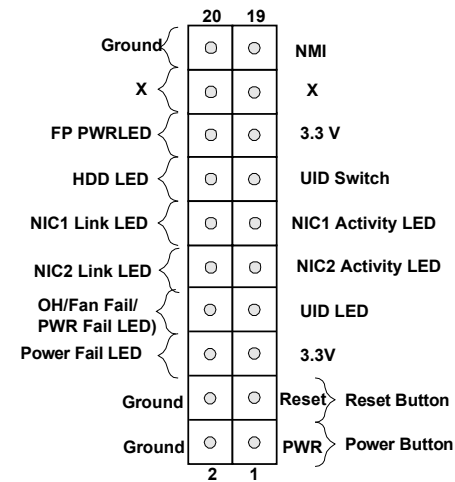 20 19
Ground NMI
X X
FP PWRLED 3.3 V
HDD LED UID Switch
NIC1 Link LED NIC1 Activity LED
NIC2 Link LED NIC2 Activity LED
OH/Fan Fail/
PWR Fail LED) UID LED
Power Fail LED 3.3V
Ground Reset Reset Button
Ground PWR Power Button
2 1